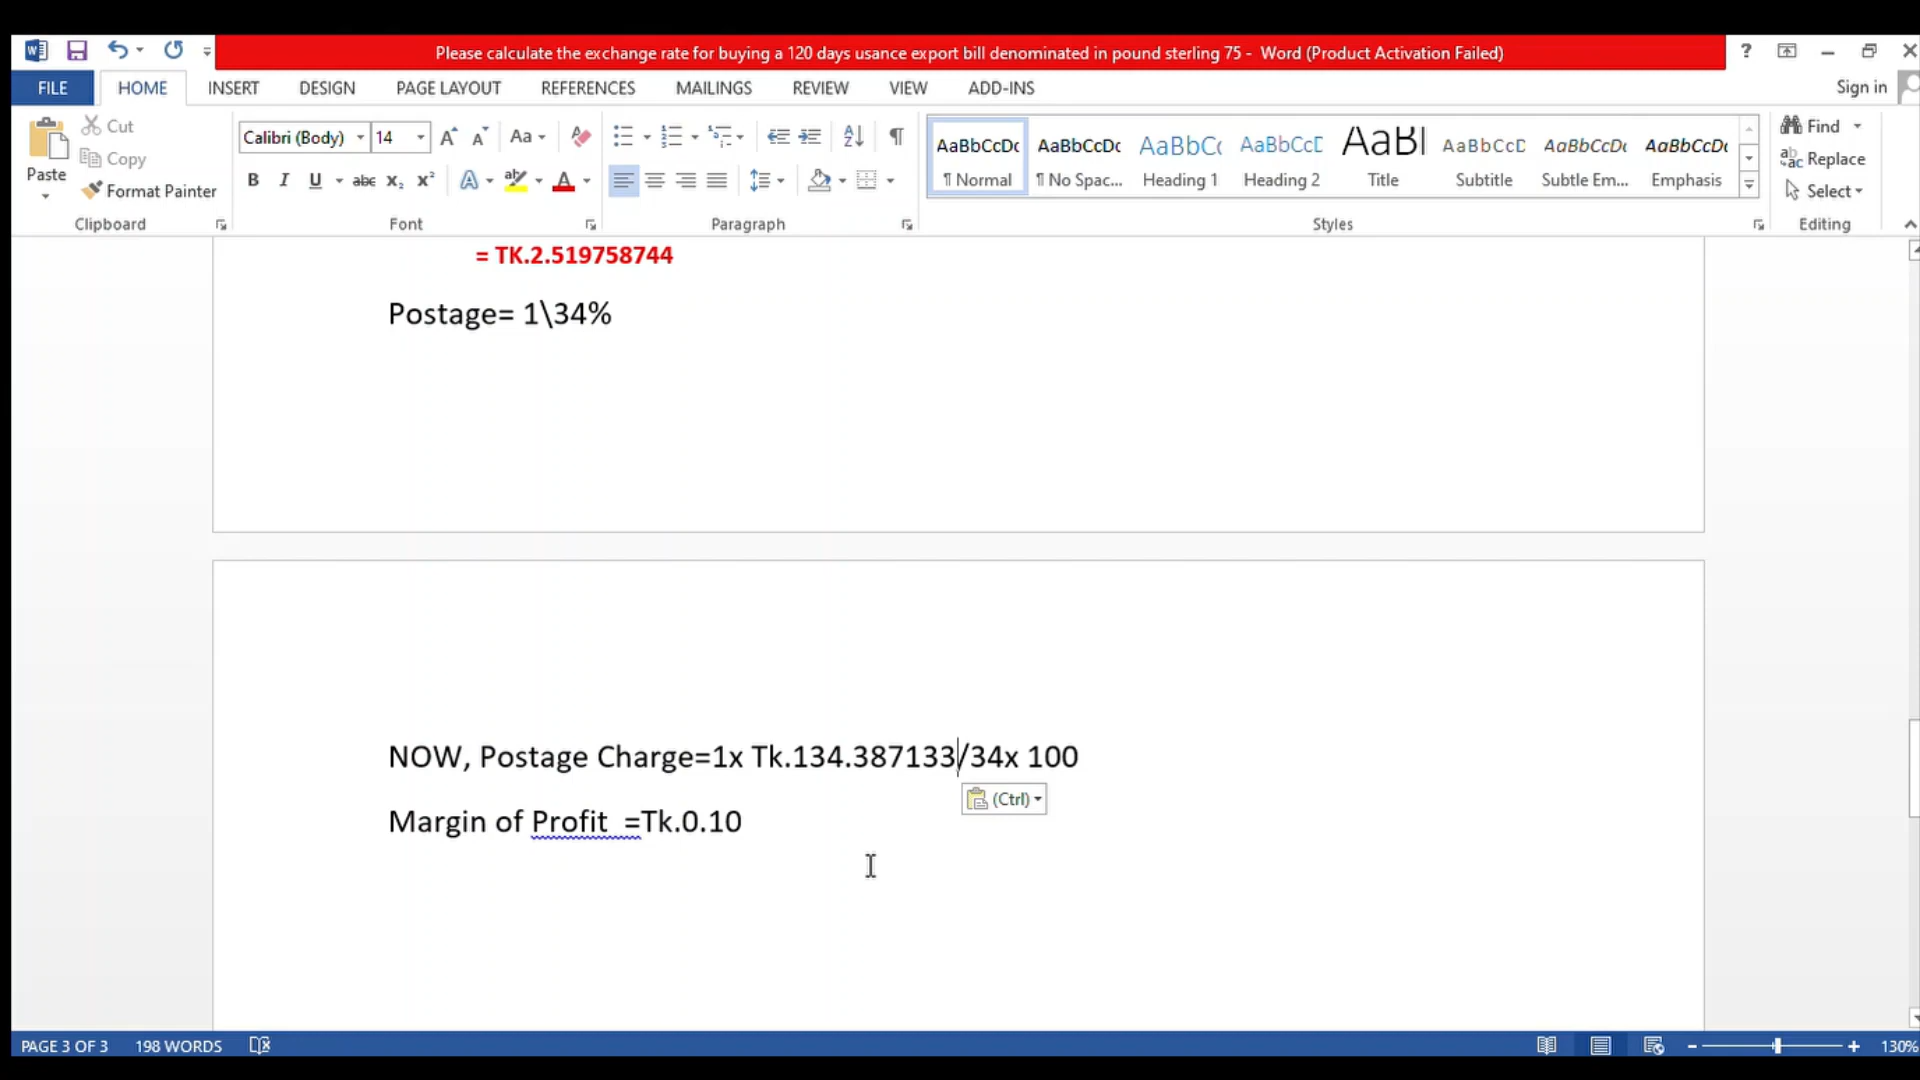 Please calculate the exchange rate for buying a 120 days usance export bill denominated in pound sterling 75 - Word (Product Activation Failed)
?
FILE HOME INSERT DESIGN PAGE LAYOUT REFERENCES MAILINGS REVIEW VIEW ADD-INS Sign in
Paste
Cut
Copy
Format Painter
Clipboard
Calibri (Body) 14 Aa
B I U abc X₂ X² A A
Font
Paragraph
AaBbCcDc AaBbCcDc AaBbCc AaBbCcD AaBl AaBbCcD AaBbCcDc AaBbCcDc
¶ Normal ¶ No Spac... Heading 1 Heading 2 Title Subtitle Subtle Em... Emphasis
Styles
Find
Replace
Select
Editing
= TK.2.519758744
Postage= 1\34%
NOW, Postage Charge=1x Tk.134.387133/34x 100
(Ctrl)
Margin of Profit =Tk.0.10
PAGE 3 OF 3 198 WORDS 130%